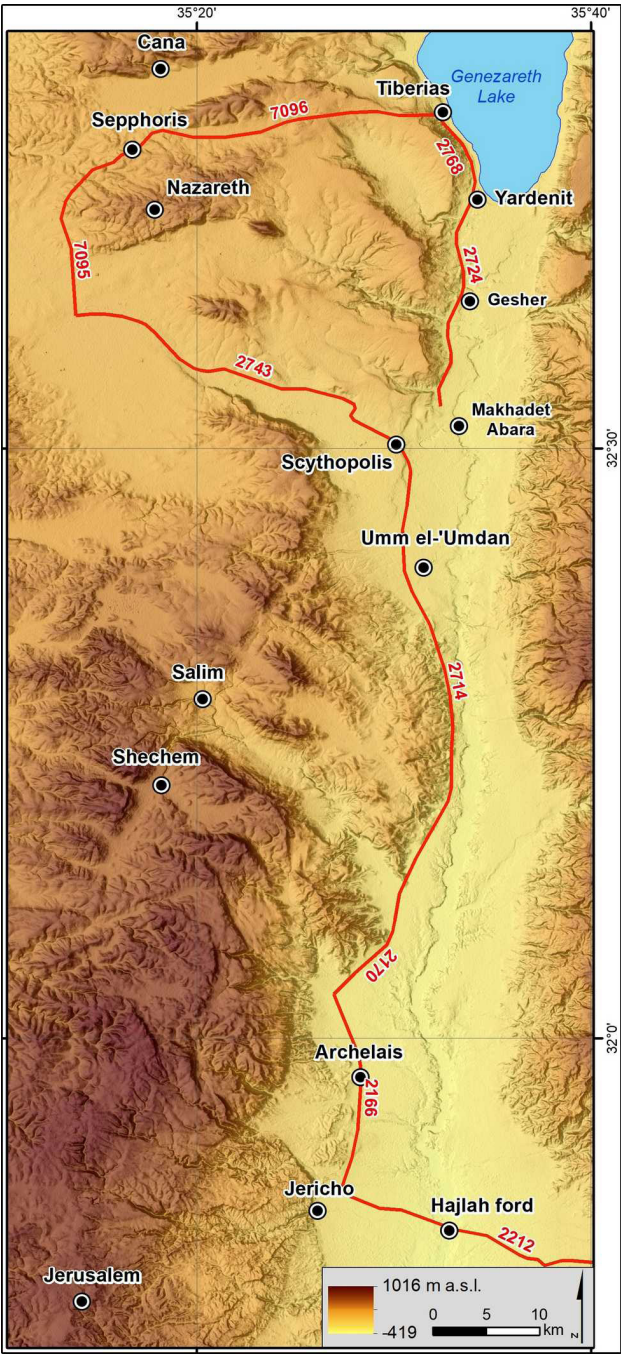 35°20'
35°40'
Cana
Genezareth
Lake
Tiberias
7096
Sepphoris
2768
Nazareth
Yardenit
7095
2724
Gesher
2743
Makhadet
Abara
32°30'
Scythopolis
Umm el-'Umdan
Salim
2714
Shechem
2170
32°0'
Archelais
2166
Jericho
Hajlah ford
2212
Jerusalem
1016 m a.s.l.
-419
0 5 10
km
N